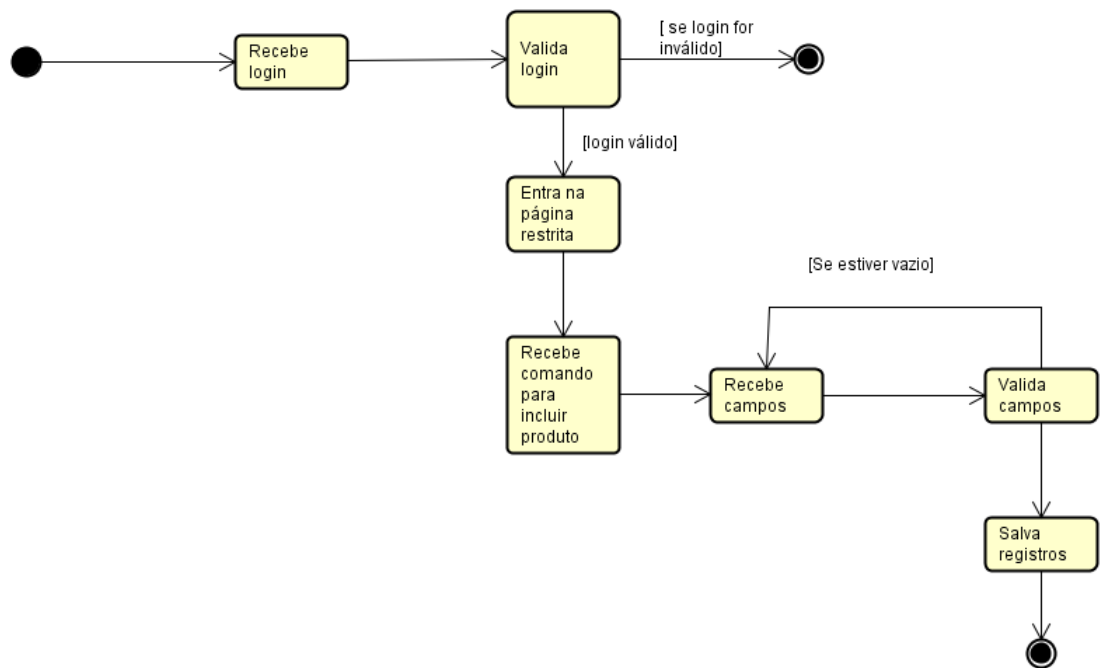 Recebe
login
Valida
login
[ se login for
inválido]
[login válido]
Entra na
página
restrita
[Se estiver vazio]
Recebe
comando
para
incluir
produto
Recebe
campos
Valida
campos
Salva
registros